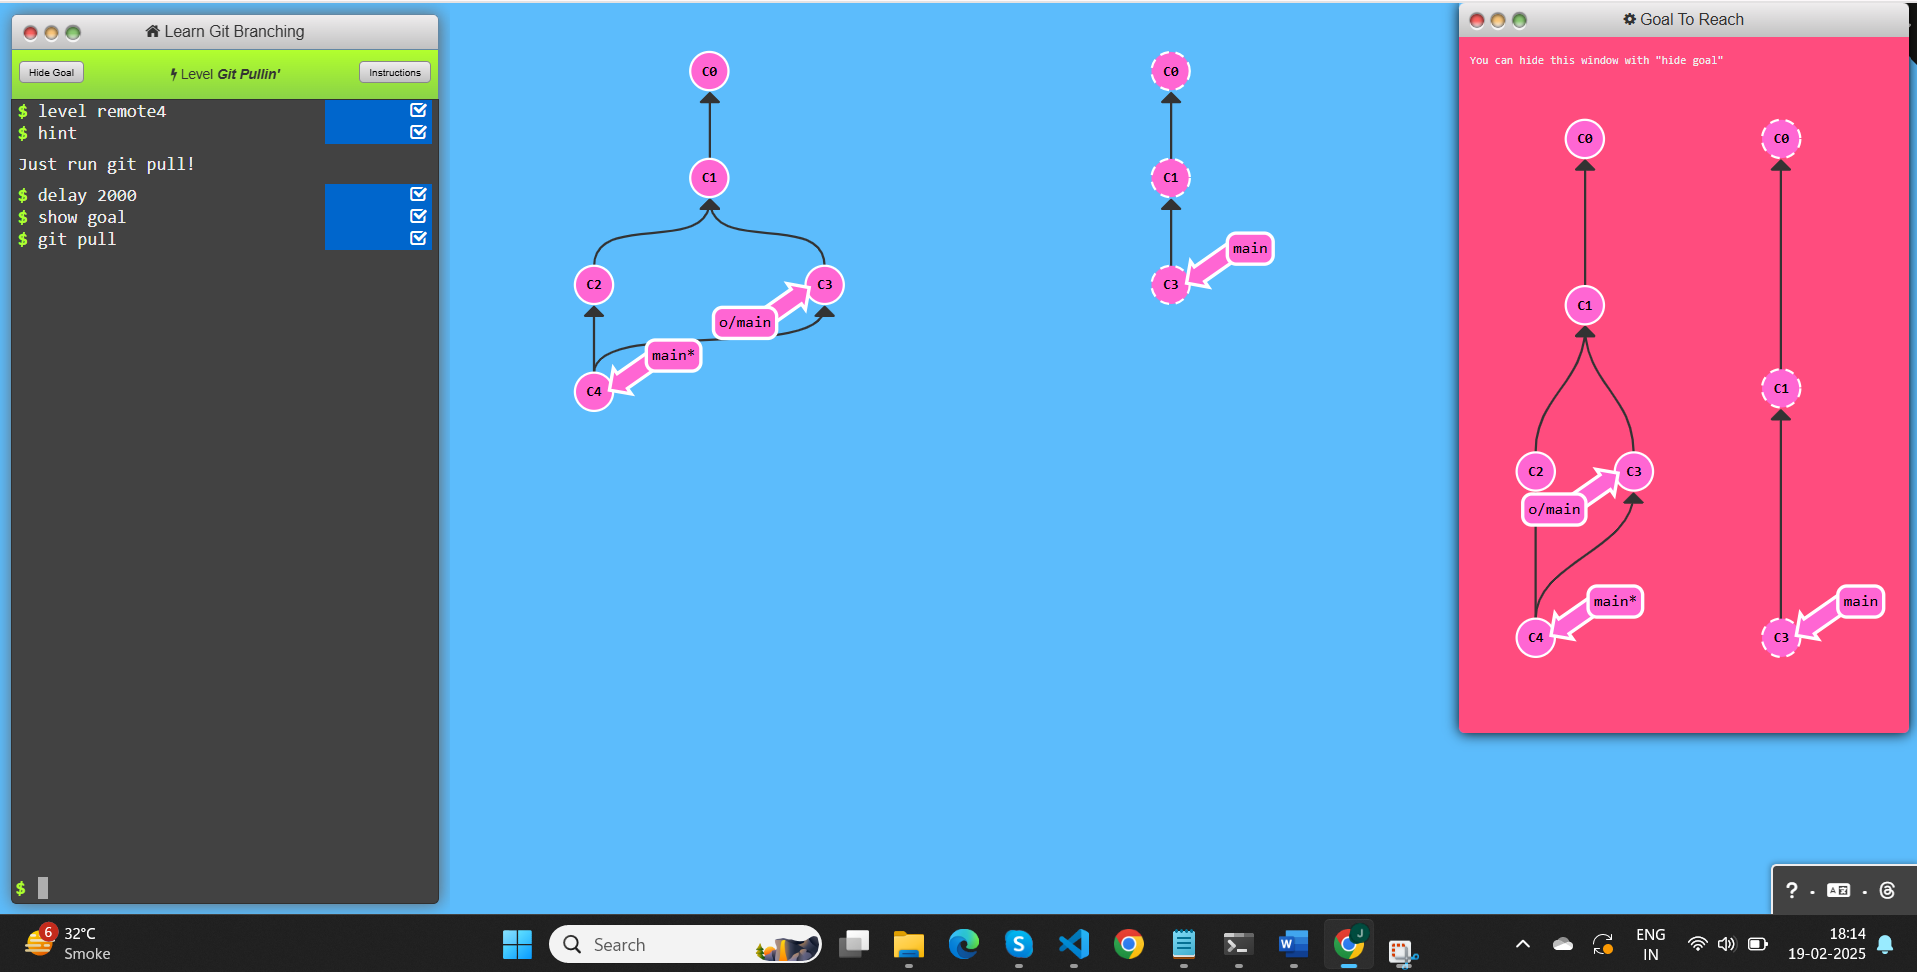 Learn Git Branching
Hide Goal
Level Git Pullin'
Instructions
$ level remote4
$ hint
Just run git pull!
$ delay 2000
$ show goal
$ git pull
$
C0
C1
C2
C3
o/main
main*
C4
C0
C1
main
C3
Goal To Reach
You can hide this window with "hide goal"
C0
C0
C1
C1
C2
C3
o/main
main*
main
C4
C3
?
6
32°C
Smoke
Search
S
W
J
ENG
IN
18:14
19-02-2025